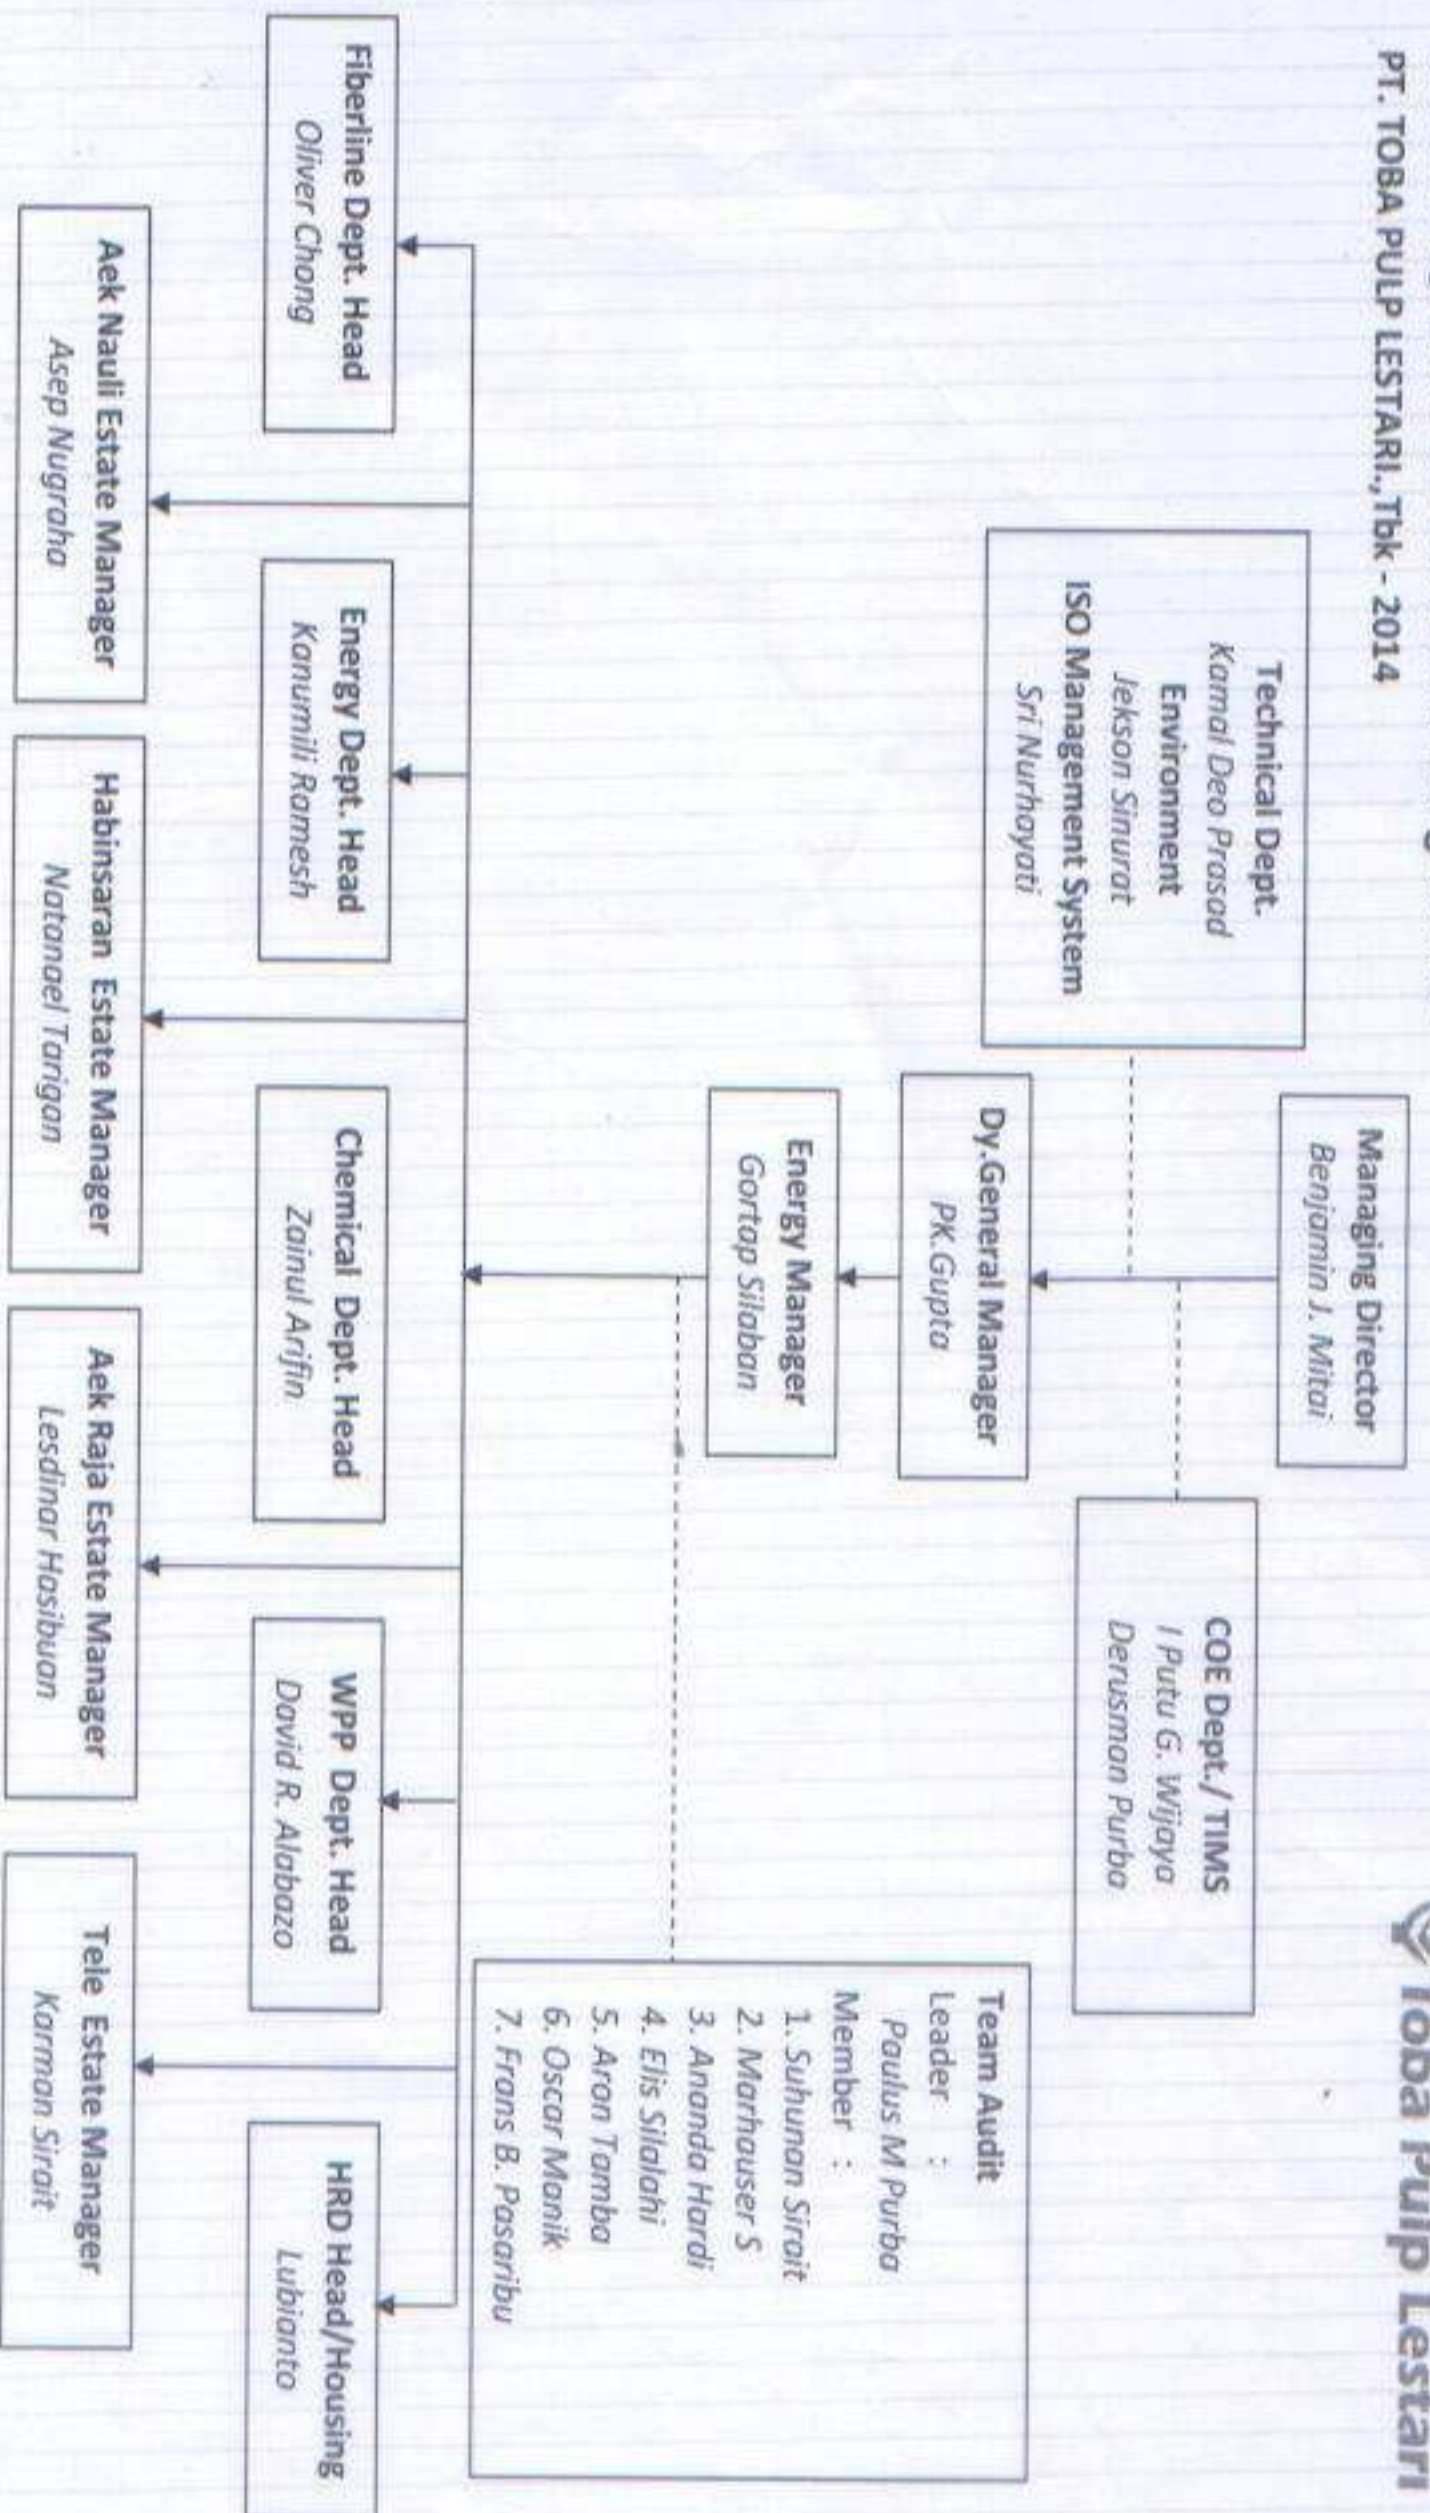 PT. TOBA PULP LESTARI.,Tbk - 2014
Toba Pulp Lestari
Managing Director
Benjamin J. Mitai
Technical Dept.
Kamal Deo Prasad
Environment
Jekson Sinurat
ISO Management System
Sri Nurhayati
COE Dept./ TIMS
I Putu G. Wijaya
Derusman Purba
Dy.General Manager
PK.Gupta
Energy Manager
Gortap Silaban
Team Audit
Leader :
Paulus M Purba
Member :
1. Suhunan Sirait
2. Marhauser S
3. Ananda Hardi
4. Elis Silalahi
5. Aron Tamba
6. Oscar Manik
7. Frans B. Pasaribu
Fiberline Dept. Head
Oliver Chong
Energy Dept. Head
Kanumili Ramesh
Chemical Dept. Head
Zainul Arifin
WPP Dept. Head
David R. Alabazo
HRD Head/Housing
Lubianto
Aek Nauli Estate Manager
Asep Nugraha
Habinsaran Estate Manager
Natanael Tarigan
Aek Raja Estate Manager
Lesdinar Hasibuan
Tele Estate Manager
Karman Sirait